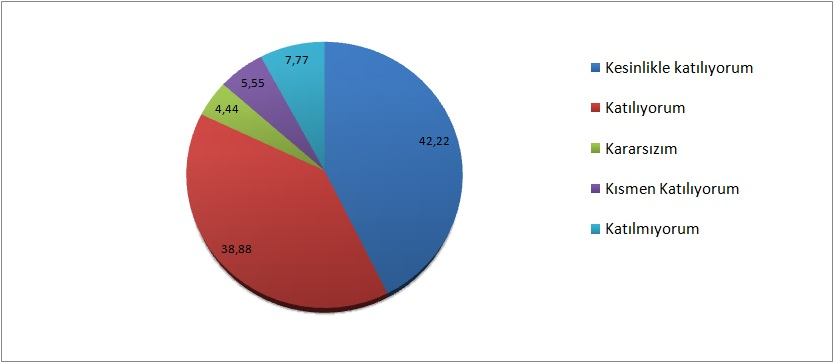 7,77
5,55
4,44
42,22
38,88
Kesinlikle katılıyorum
Katılıyorum
Kararsızım
Kısmen Katılıyorum
Katılmıyorum